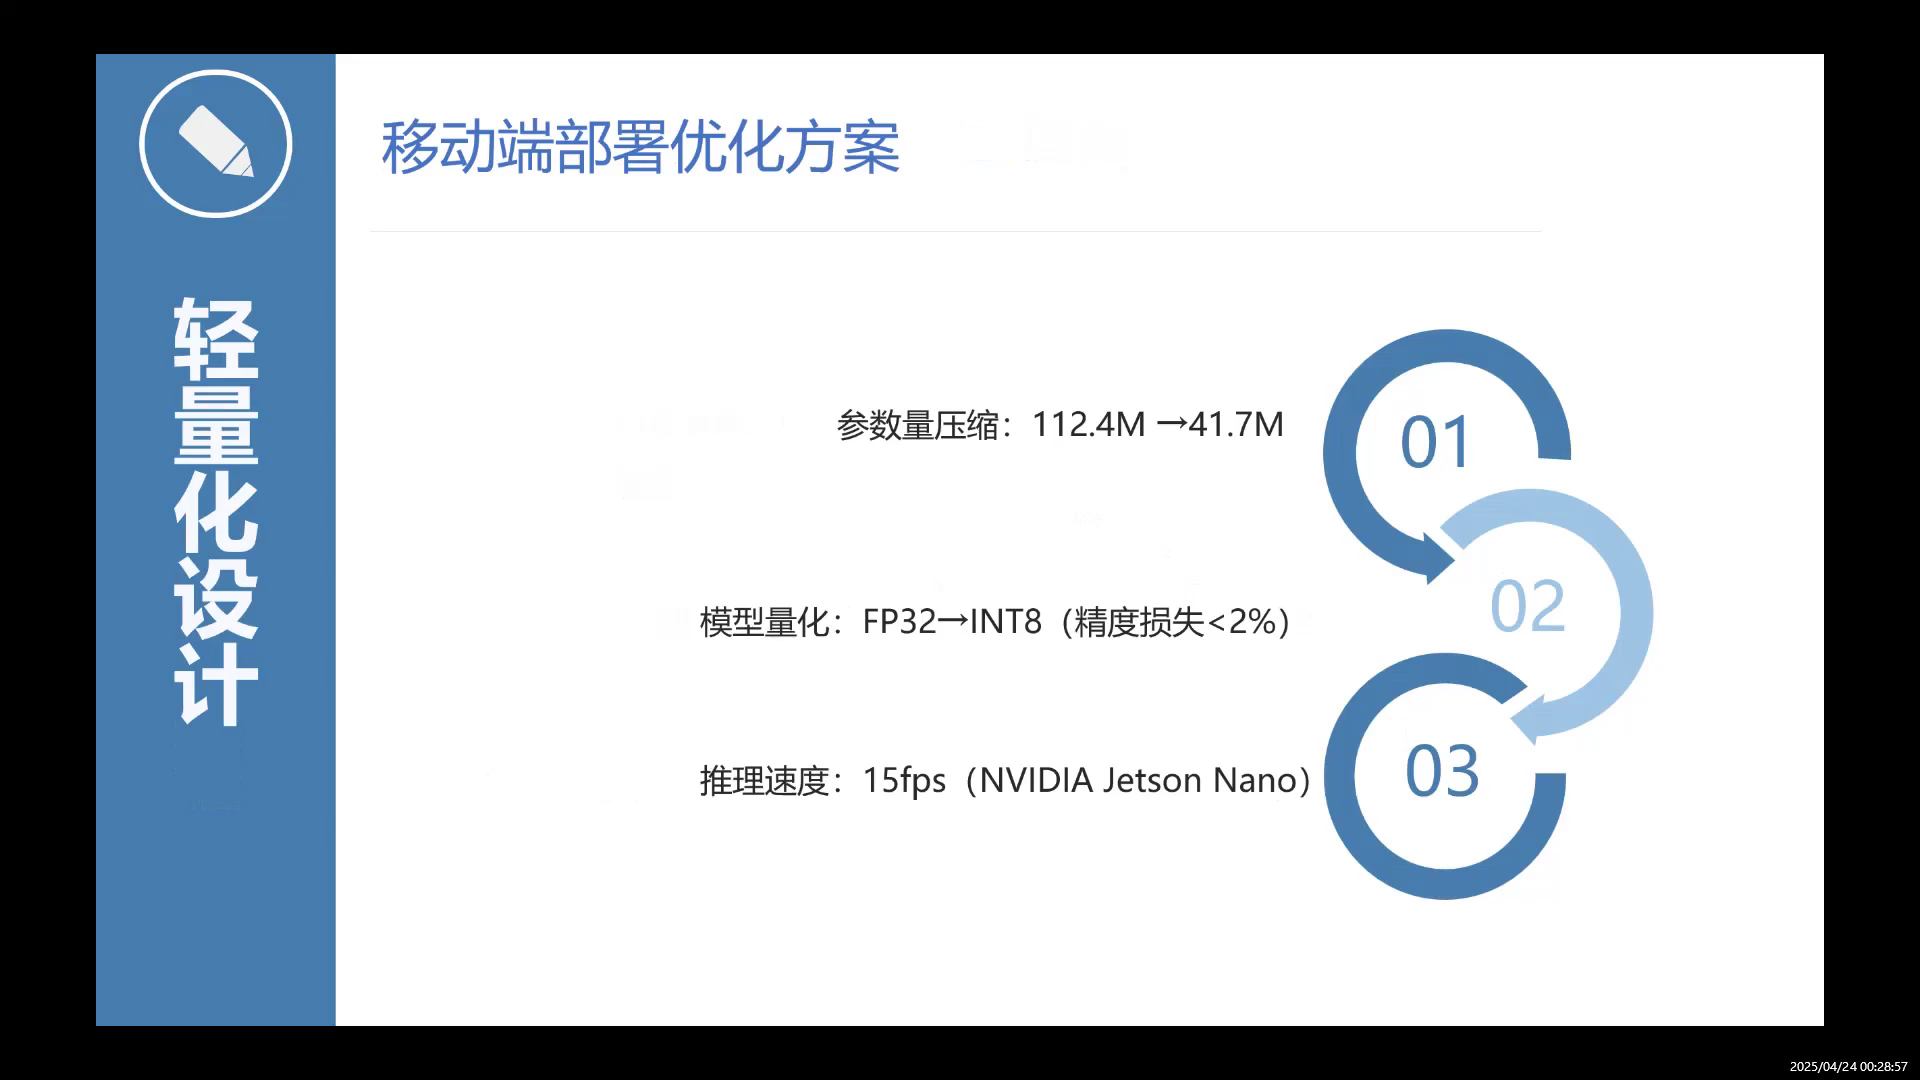 轻量化设计
移动端部署优化方案
参数量压缩：112.4M →41.7M
01
模型量化：FP32→INT8（精度损失<2%）
02
推理速度：15fps（NVIDIA Jetson Nano）
03
2025/04/24 00:28:57